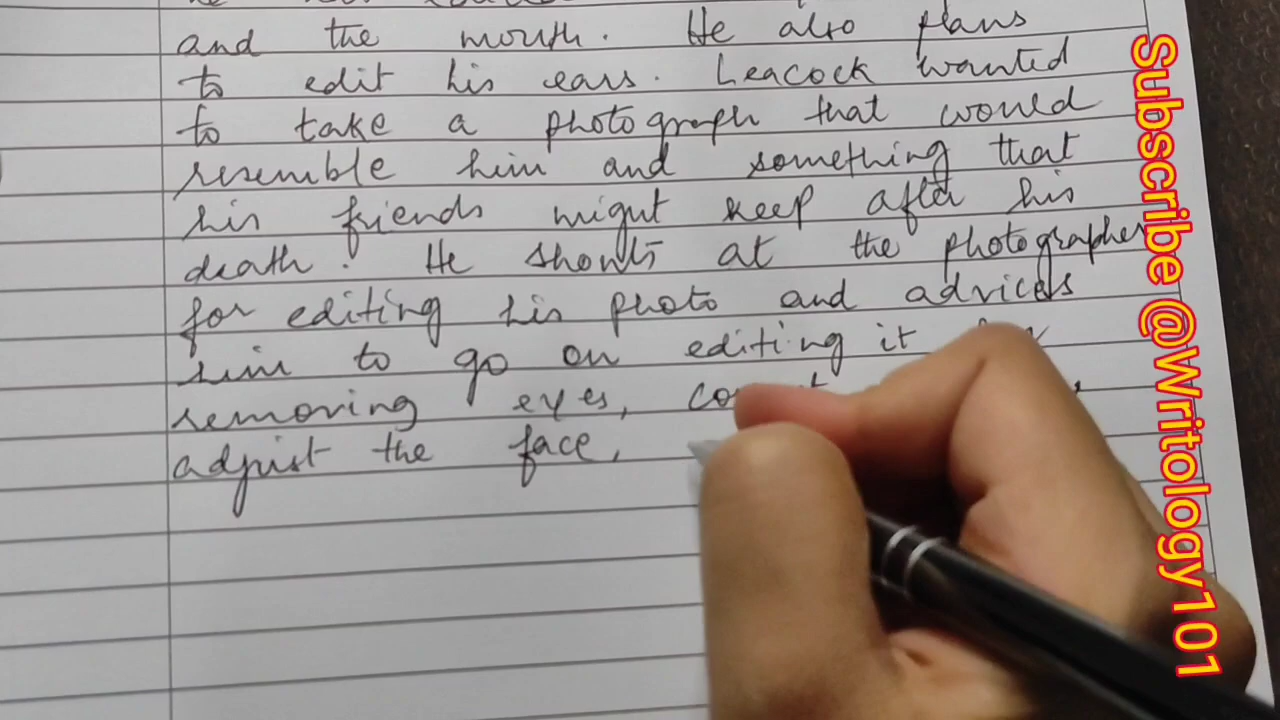 and the mouth. He also plans
to edit his ears. Leacock wanted
to take a photograph that would
resemble him and something that
his friends might keep after his
death. He shouts at the photographer
for editing his photo and advices
him to go on editing it
removing eyes,
adjust the face,
Subscribe @Writology101